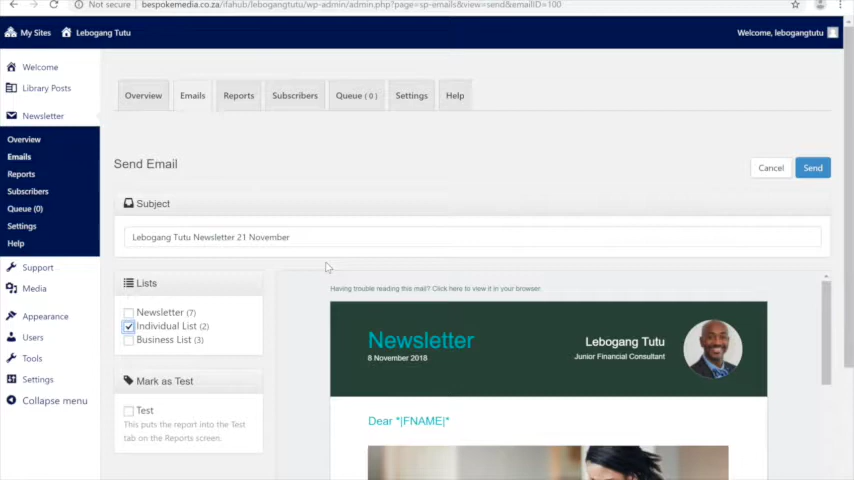 Not secure bespokemedia.co.za/ifahub/lebogangtutu/wp-admin/admin.php?page=sp-emails&view=send&emailID=100
My Sites Lebogang Tutu Welcome, lebogangtutu
Welcome
Library Posts
Newsletter
Overview
Emails
Reports
Subscribers
Queue (0)
Settings
Help
Support
Media
Appearance
Users
Tools
Settings
Collapse menu
Overview Emails Reports Subscribers Queue ( 0 ) Settings Help
Send Email Cancel Send
Subject
Lebogang Tutu Newsletter 21 November
Lists
Newsletter (7)
Individual List (2)
Business List (3)
Mark as Test
Test
This puts the report into the Test
tab on the Reports screen.
Having trouble reading this mail? Click here to view it in your browser.
Newsletter
8 November 2018
Lebogang Tutu
Junior Financial Consultant
Dear *|FNAME|*